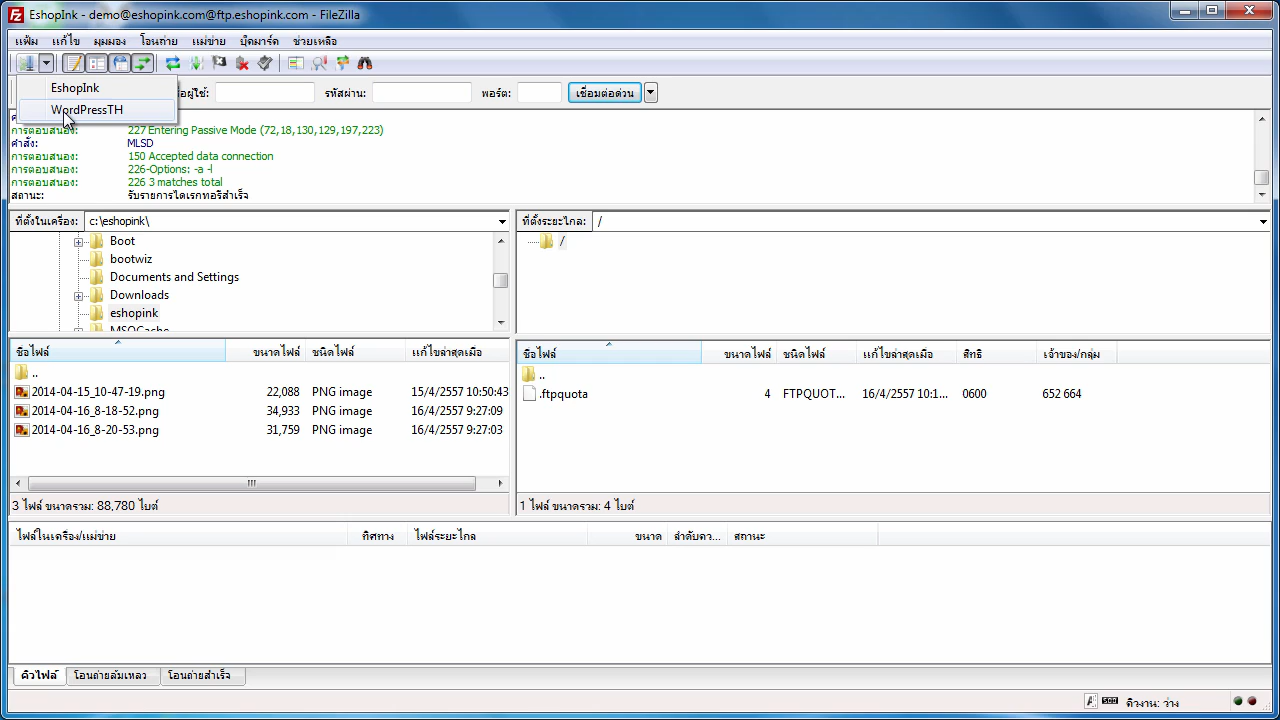 EshopInk - demo@eshopink.com@ftp.eshopink.com - FileZilla
แฟ้ม แก้ไข มุมมอง โอนถ่าย แม่ข่าย บุ๊คมาร์ค ช่วยเหลือ
EshopInk
WordPressTH
รหัสผ่าน: พอร์ต: เชื่อมต่อด่วน
การตอบสนอง: 227 Entering Passive Mode (72,18,130,129,197,223)
คำสั่ง: MLSD
การตอบสนอง: 150 Accepted data connection
การตอบสนอง: 226-Options: -a -l
การตอบสนอง: 226 3 matches total
สถานะ: รับรายการไดเรกทอรีสำเร็จ
ที่ตั้งในเครื่อง: c:\eshopink\
Boot
bootwiz
Documents and Settings
Downloads
eshopink
MSOCache
ที่ตั้งระยะไกล: /
/
ชื่อไฟล์ ขนาดไฟล์ ชนิดไฟล์ แก้ไขล่าสุดเมื่อ
..
2014-04-15_10-47-19.png 22,088 PNG image 15/4/2557 10:50:43
2014-04-16_8-18-52.png 34,933 PNG image 16/4/2557 9:27:09
2014-04-16_8-20-53.png 31,759 PNG image 16/4/2557 9:27:03
3 ไฟล์ ขนาดรวม: 88,780 ไบต์
ชื่อไฟล์ ขนาดไฟล์ ชนิดไฟล์ แก้ไขล่าสุดเมื่อ สิทธิ เจ้าของ/กลุ่ม
..
.ftpquota 4 FTPQUOT... 16/4/2557 10:1... 0600 652 664
1 ไฟล์ ขนาดรวม: 4 ไบต์
ไฟล์ในเครื่อง/แม่ข่าย ทิศทาง ไฟล์ระยะไกล ขนาด ลำดับคว... สถานะ
คิวไฟล์ โอนถ่ายล้มเหลว โอนถ่ายสำเร็จ
คิวงาน: ว่าง